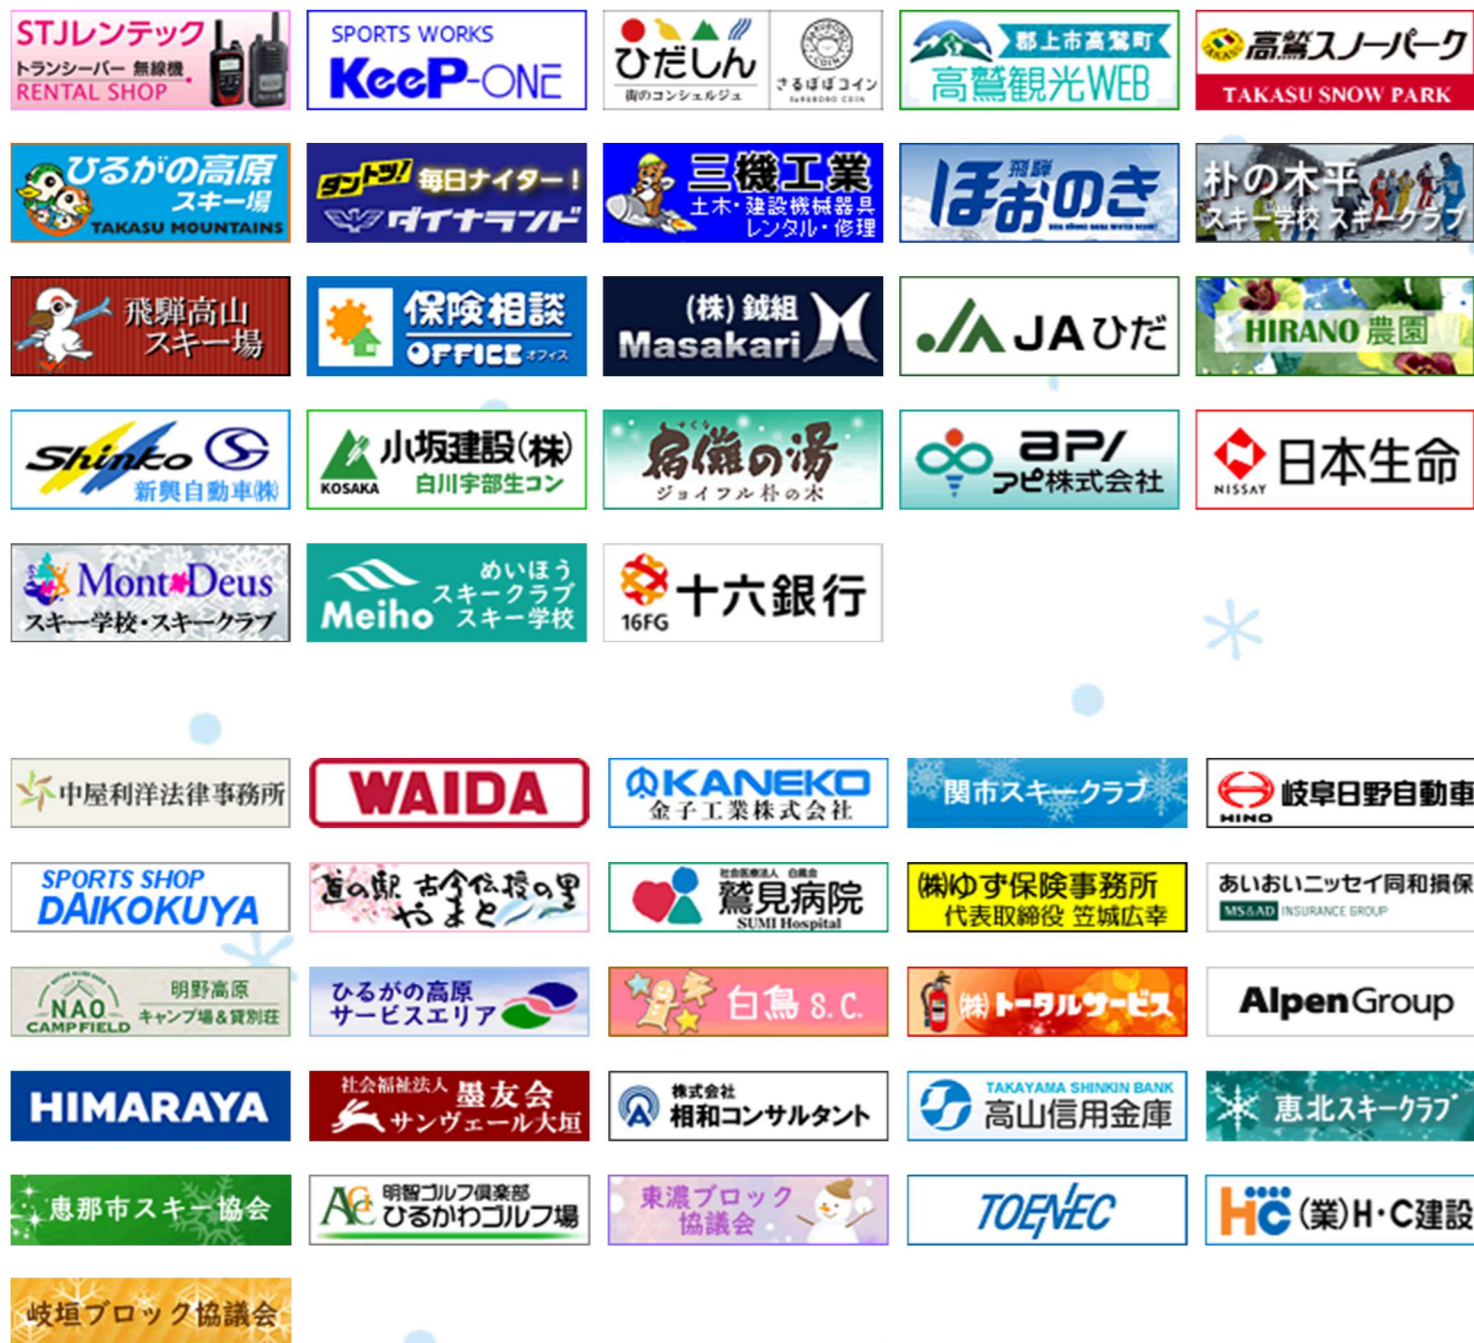 STJレンテック
トランシーバー 無線機
RENTAL SHOP
SPORTS WORKS
KeeP-ONE
ひだしん
街のコンシェルジュ
さるぼぼコイン
SARUBOBO COIN
郡上市高鷲町
高鷲観光WEB
高鷲スノーパーク
TAKASU SNOW PARK
ひるがの高原
スキー場
TAKASU MOUNTAINS
ダントツ! 毎日ナイター!
ダイナランド
三機工業
土木・建設機械器具
レンタル・修理
飛騨
ほおのき
朴の木平
スキー学校 スキークラブ
飛騨高山
スキー場
保険相談
OFFICE オフィス
(株)鉞組
Masakari
JAひだ
HIRANO 農園
Shinko
新興自動車㈱
KOSAKA
小坂建設(株)
白川宇部生コン
すくな
宿儺の湯
ジョイフル朴の木
aPi
アピ株式会社
NISSAY
日本生命
Mont Deus
スキー学校・スキークラブ
Meiho
めいほう
スキークラブ
スキー学校
16FG
十六銀行
中屋利洋法律事務所
WAIDA
KANEKO
金子工業株式会社
関市スキークラブ
HINO
岐阜日野自動車
SPORTS SHOP
DAIKOKUYA
道の駅 古今伝授の里
やまと
社会医療法人 白鳳会
鷲見病院
SUMI Hospital
㈱ゆず保険事務所
代表取締役 笠城広幸
あいおいニッセイ同和損保
MS&AD INSURANCE GROUP
NAO
CAMP FIELD
明野高原
キャンプ場&貸別荘
ひるがの高原
サービスエリア
白鳥 S.C.
㈱トータルサービス
Alpen Group
HIMARAYA
社会福祉法人 墨友会
サンヴェール大垣
株式会社
相和コンサルタント
TAKAYAMA SHINKIN BANK
高山信用金庫
恵北スキークラブ
恵那市スキー協会
AGC
明智ゴルフ倶楽部
ひるかわゴルフ場
東濃ブロック
協議会
TOENEC
HC (業)H・C建設
岐垣ブロック協議会